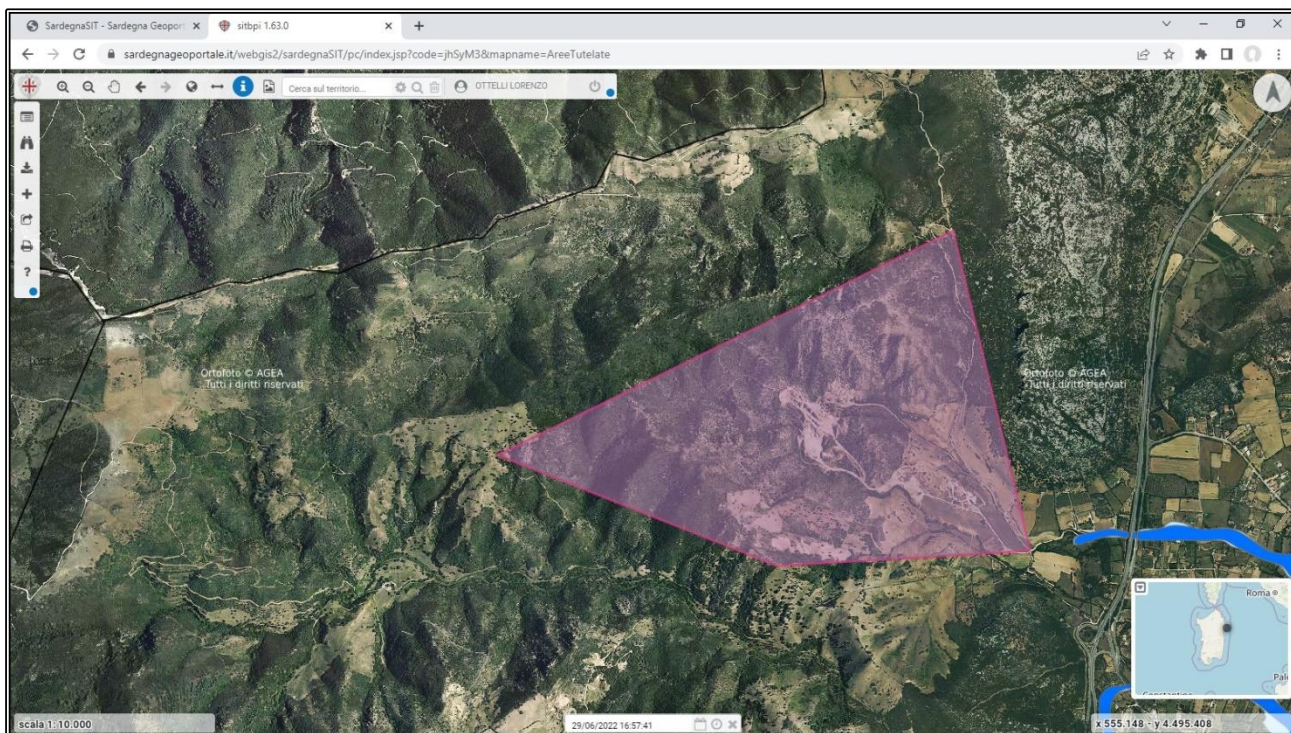 SardegnaSIT - Sardegna Geopor
sitbpi 1.63.0
sardegnageoportale.it/webgis2/sardegnaSIT/pc/index.jsp?code=jhSyM3&mapname=AreeTutelate
Cerca sul territorio...
OTTELLI LORENZO
?
Ortofoto © AGEA
Tutti i diritti riservati
Ortofoto © AGEA
Tutti i diritti riservati
Roma
Pale
scala 1:10.000
29/06/2022 16:57:41
x 555.148 - y 4.495.408